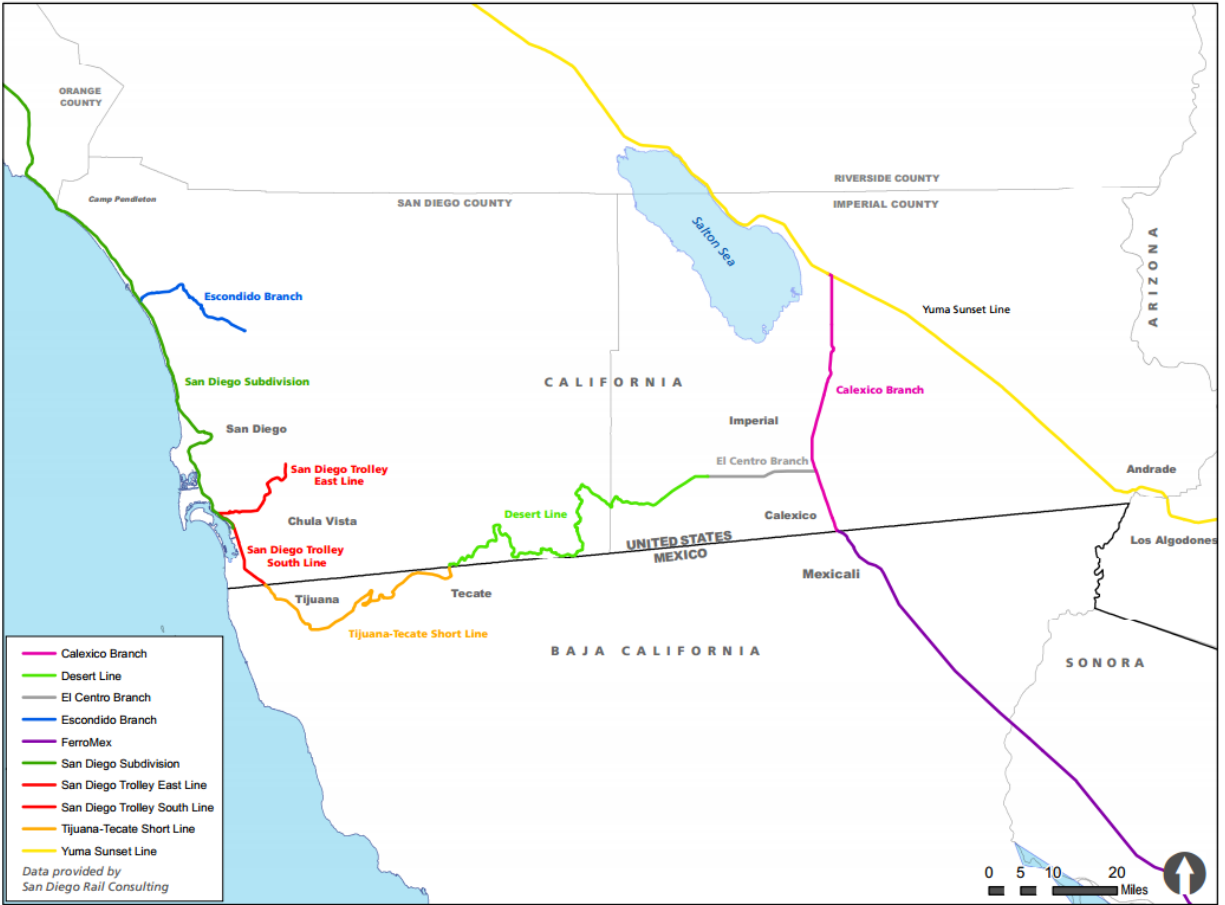 ORANGE
COUNTY
Camp Pendleton
SAN DIEGO COUNTY
RIVERSIDE COUNTY
IMPERIAL COUNTY
Salton Sea
ARIZONA
Escondido Branch
Yuma Sunset Line
San Diego Subdivision
CALIFORNIA
Calexico Branch
San Diego
Imperial
El Centro Branch
San Diego Trolley
East Line
Andrade
Chula Vista
Desert Line
Calexico
UNITED STATES
MEXICO
Los Algodones
San Diego Trolley
South Line
Mexicali
Tijuana
Tecate
Tijuana-Tecate Short Line
BAJA CALIFORNIA
SONORA
Calexico Branch
Desert Line
El Centro Branch
Escondido Branch
FerroMex
San Diego Subdivision
San Diego Trolley East Line
San Diego Trolley South Line
Tijuana-Tecate Short Line
Yuma Sunset Line
Data provided by
San Diego Rail Consulting
0 5 10 20
Miles